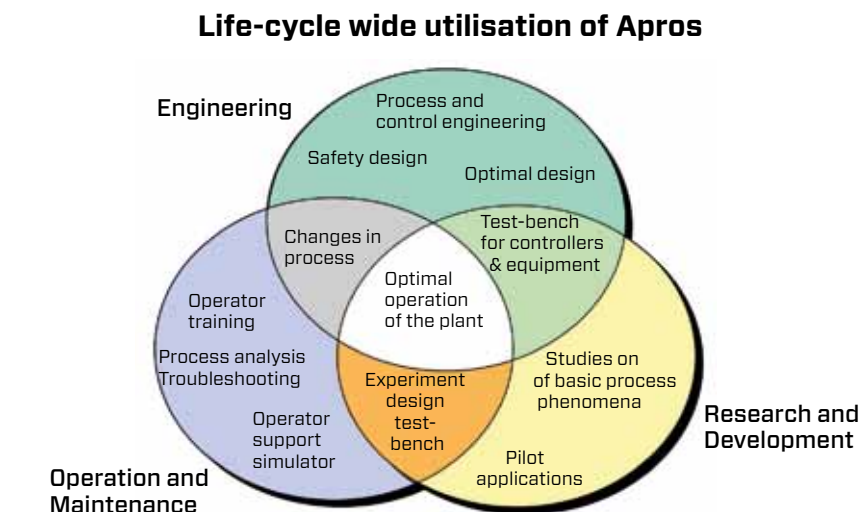 Life-cycle wide utilisation of Apros
Engineering
Process and
control engineering
Safety design
Optimal design
Changes in
process
Test-bench
for controllers
& equipment
Optimal
operation
of the plant
Operator
training
Process analysis
Troubleshooting
Operator
support
simulator
Experiment
design
test-
bench
Studies on
of basic process
phenomena
Pilot
applications
Research and
Development
Operation and
Maintenance